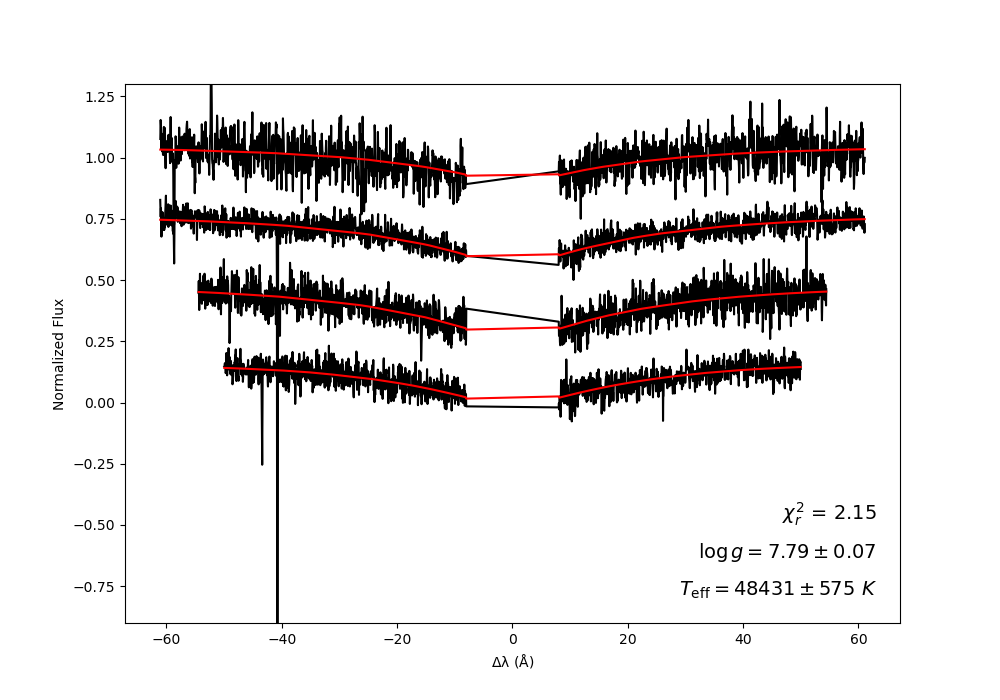 1.25
1.00
0.75
0.50
0.25
0.00
−0.25
−0.50
−0.75
Normalized Flux
χ²ᵣ = 2.15
log g = 7.79 ± 0.07
T_eff = 48431 ± 575 K
−60 −40 −20 0 20 40 60
Δλ (Å)